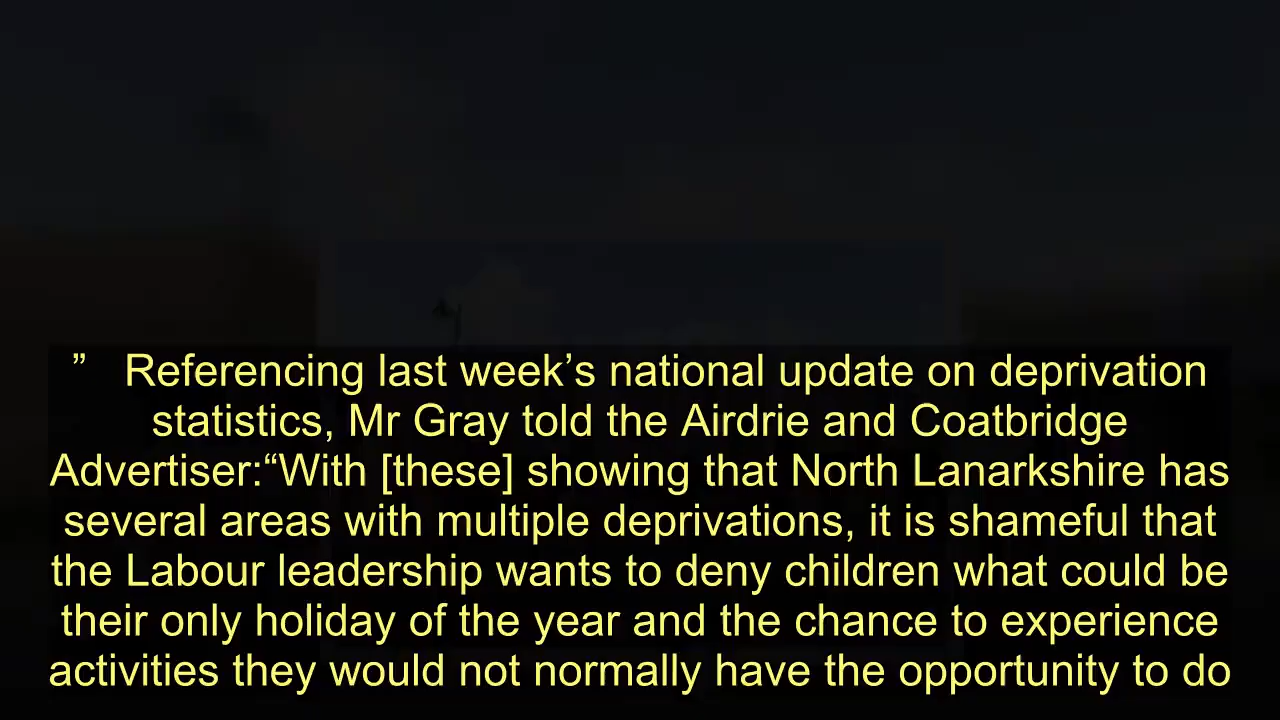 ” Referencing last week’s national update on deprivation
statistics, Mr Gray told the Airdrie and Coatbridge
Advertiser:“With [these] showing that North Lanarkshire has
several areas with multiple deprivations, it is shameful that
the Labour leadership wants to deny children what could be
their only holiday of the year and the chance to experience
activities they would not normally have the opportunity to do